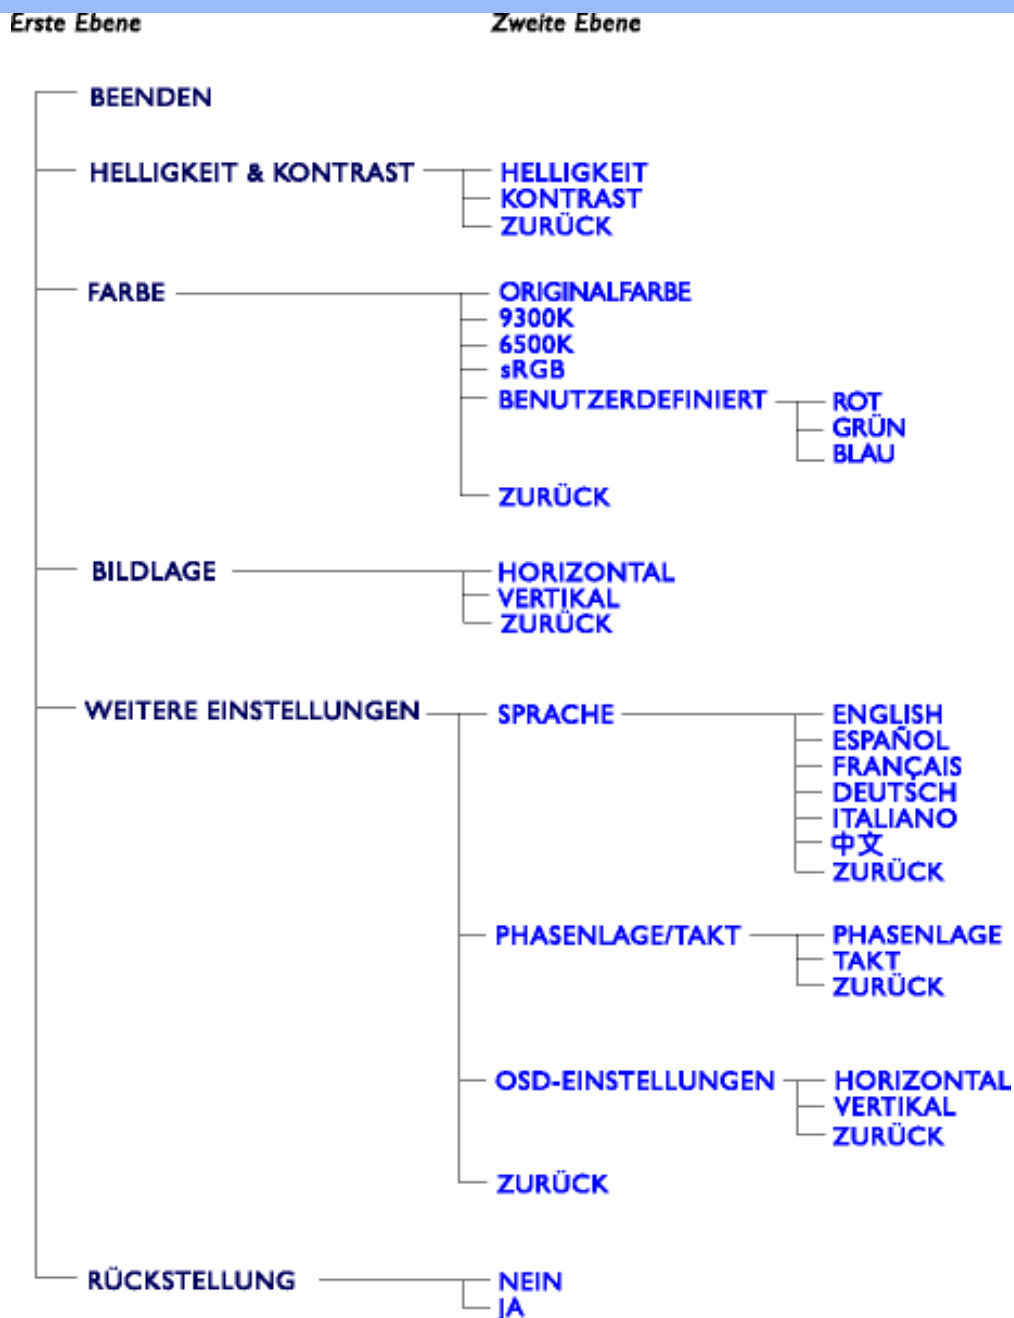 Erste Ebene Zweite Ebene
BEENDEN
HELLIGKEIT & KONTRAST HELLIGKEIT
KONTRAST
ZURÜCK
FARBE ORIGINALFARBE
9300K
6500K
sRGB
BENUTZERDEFINIERT ROT
GRÜN
BLAU
ZURÜCK
BILDLAGE HORIZONTAL
VERTIKAL
ZURÜCK
WEITERE EINSTELLUNGEN SPRACHE ENGLISH
ESPAÑOL
FRANÇAIS
DEUTSCH
ITALIANO
中文
ZURÜCK
PHASENLAGE/TAKT PHASENLAGE
TAKT
ZURÜCK
OSD-EINSTELLUNGEN HORIZONTAL
VERTIKAL
ZURÜCK
ZURÜCK
RÜCKSTELLUNG NEIN
JA